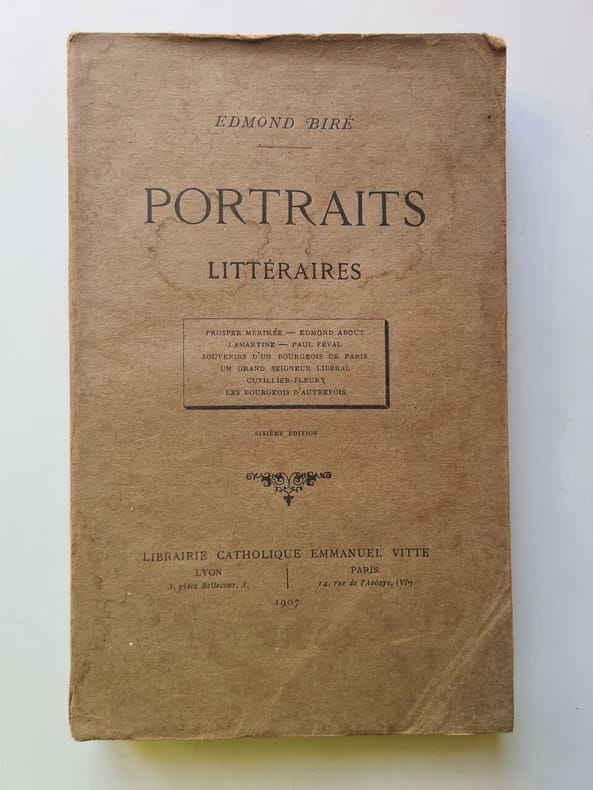 EDMOND BIRÉ
PORTRAITS
LITTÉRAIRES
PROSPER MÉRIMÉE — EDMOND ABOUT
LAMARTINE — PAUL FÉVAL
SOUVENIRS D'UN BOURGEOIS DE PARIS
UN GRAND SEIGNEUR LIBÉRAL
CUVILLIER-FLEURY
LES BOURGEOIS D'AUTREFOIS
SIXIÈME ÉDITION
LIBRAIRIE CATHOLIQUE EMMANUEL VITTE
LYON
3, place Bellecour, 3.
PARIS
14, rue de l'Abbaye, (VIe)
1907